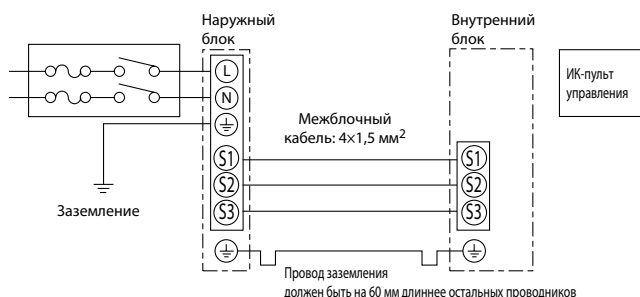 Наружный
блок
Внутренний
блок
L
N
ИК-пульт
управления
Межблочный
кабель: 4×1,5 мм²
S1
S1
S2
S2
S3
S3
Заземление
Провод заземления
должен быть на 60 мм длиннее остальных проводников